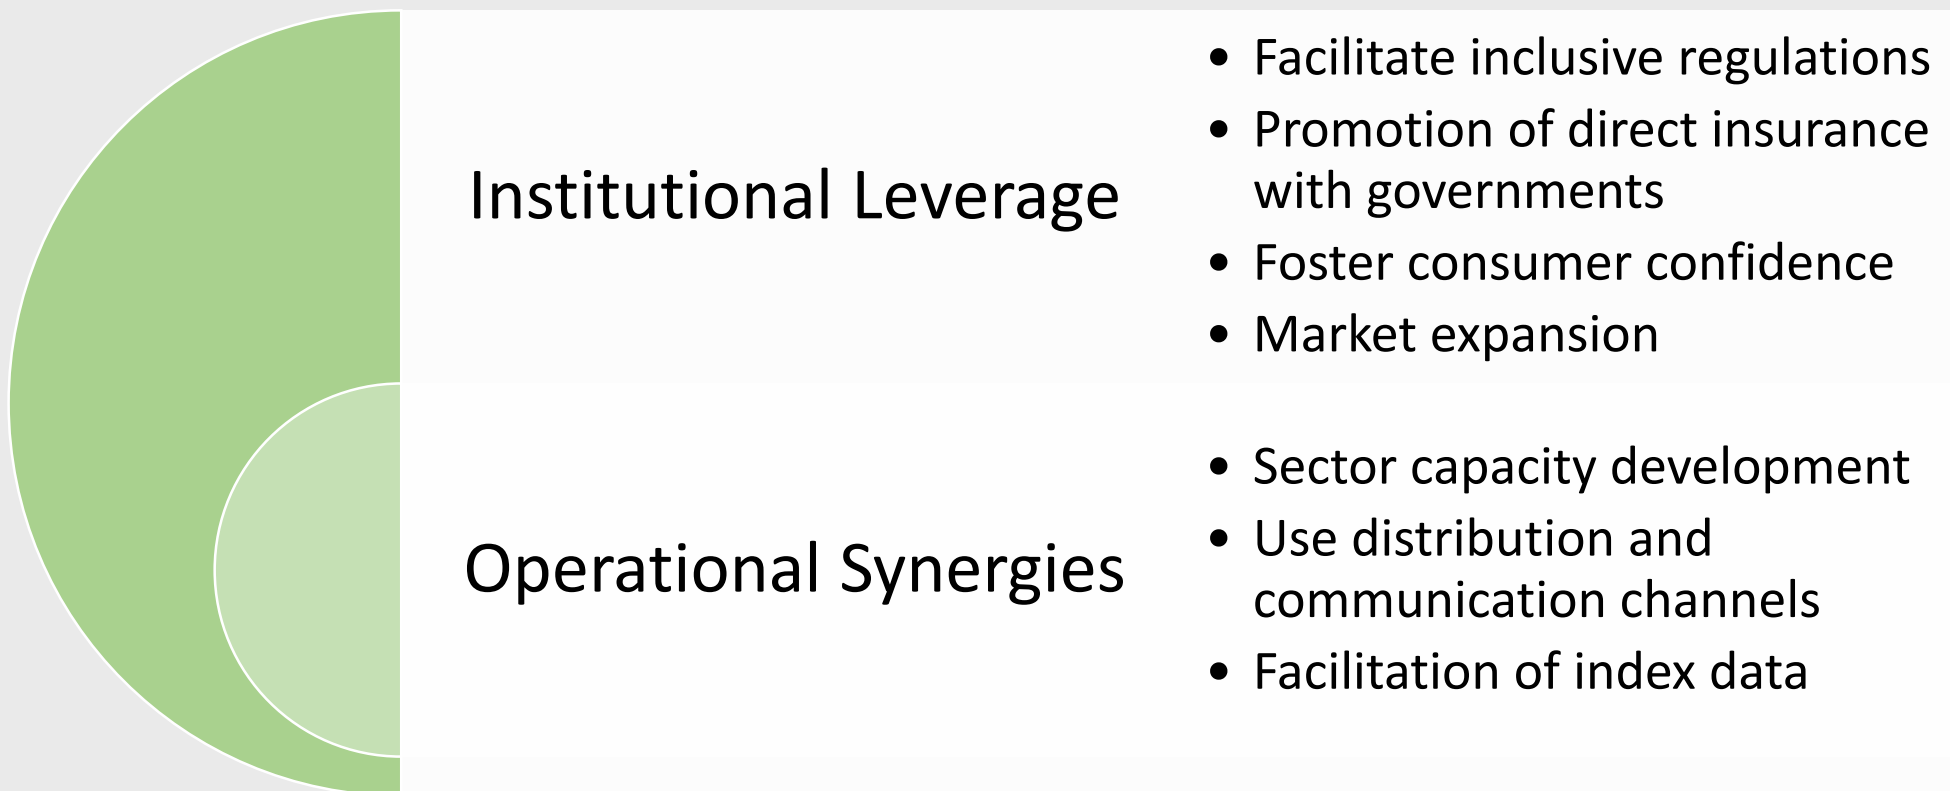 Institutional Leverage
• Facilitate inclusive regulations
• Promotion of direct insurance
with governments
• Foster consumer confidence
• Market expansion
Operational Synergies
• Sector capacity development
• Use distribution and
communication channels
• Facilitation of index data